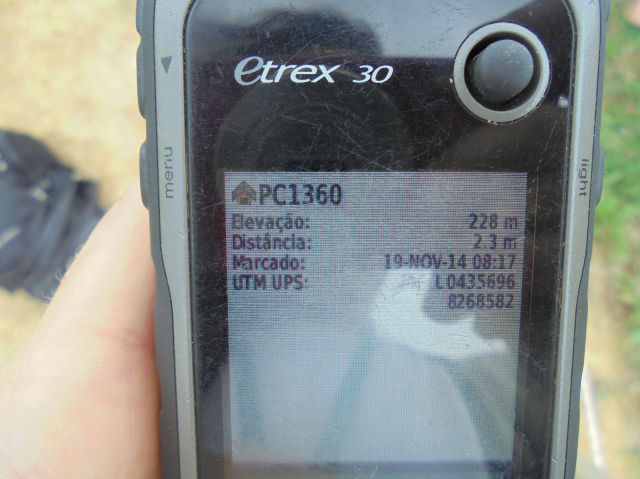 etrex 30
menu
light
PC1360
Elevação: 228 m
Distância: 2.3 m
Marcado: 19-NOV-14 08:17
UTM UPS: L 0435696
8268582